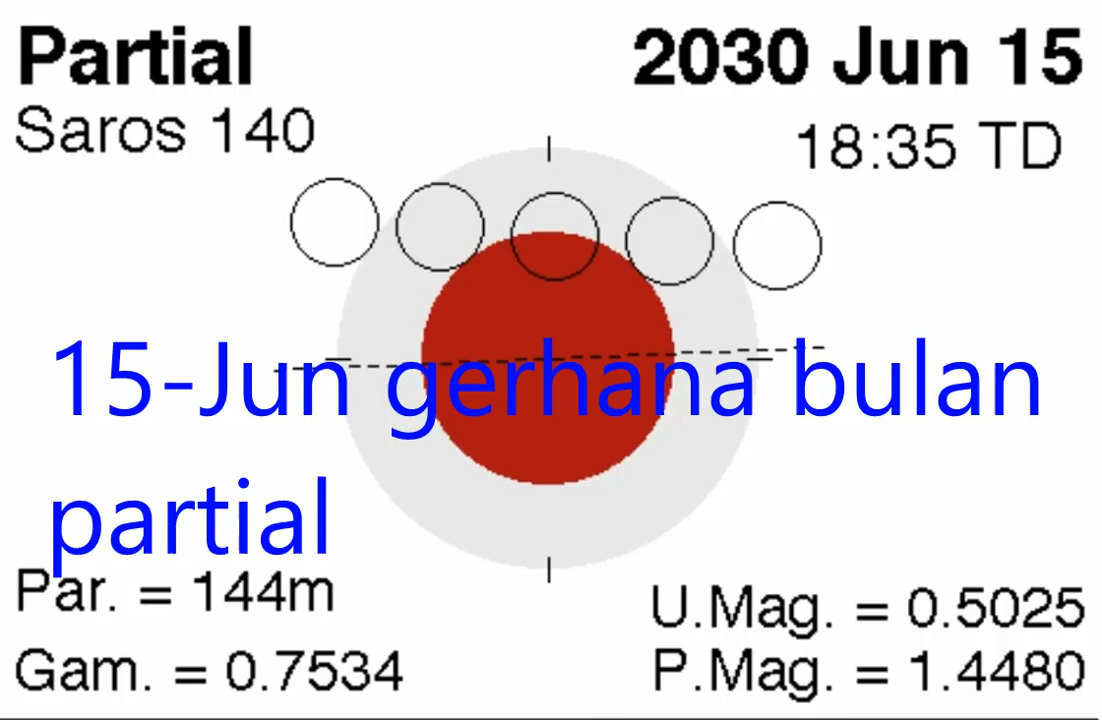 Partial
2030 Jun 15
Saros 140
18:35 TD
15-Jun gerhana bulan
partial
Par. = 144m
U.Mag. = 0.5025
Gam. = 0.7534
P.Mag. = 1.4480